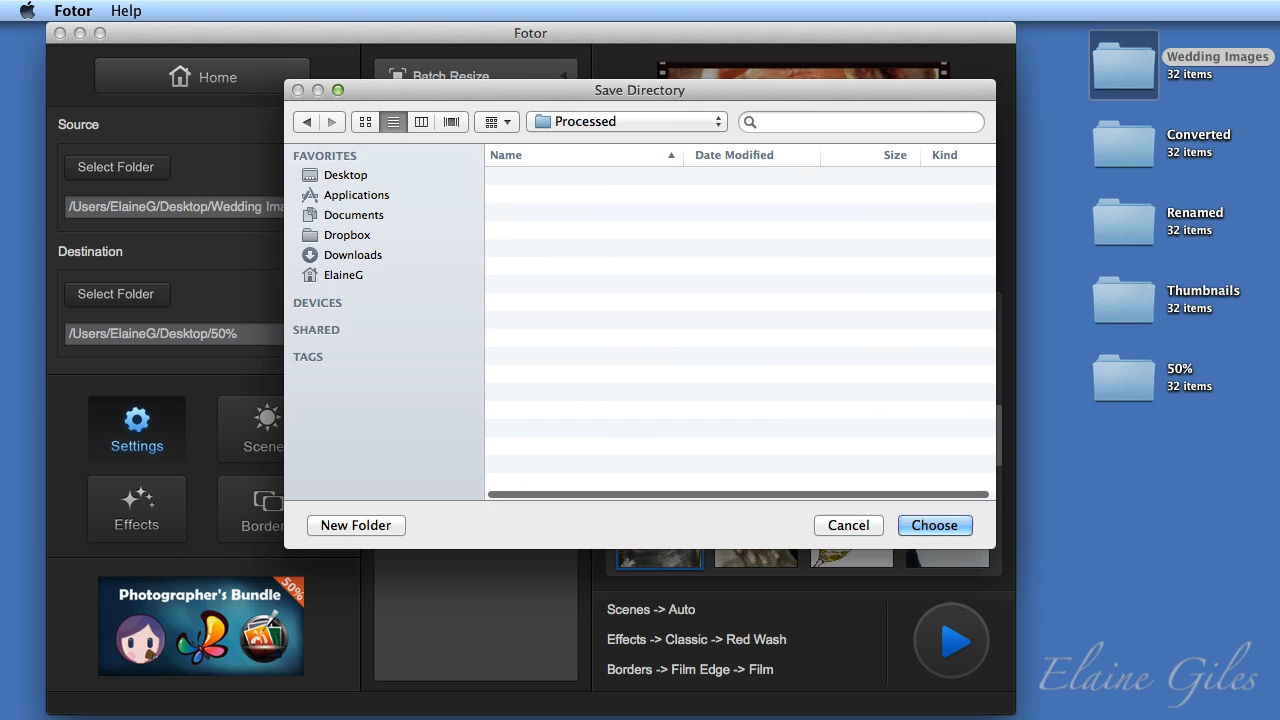 Fotor Help
Fotor
Home
Batch Resize
Save Directory
Processed
Source
Select Folder
/Users/ElaineG/Desktop/Wedding Ima
Destination
Select Folder
/Users/ElaineG/Desktop/50%
Settings
Scene
Effects
Border
Photographer's Bundle
50%
FAVORITES
Desktop
Applications
Documents
Dropbox
Downloads
ElaineG
DEVICES
SHARED
TAGS
Name Date Modified Size Kind
New Folder Cancel Choose
Scenes -> Auto
Effects -> Classic -> Red Wash
Borders -> Film Edge -> Film
Wedding Images
32 items
Converted
32 items
Renamed
32 items
Thumbnails
32 items
50%
32 items
Elaine Giles